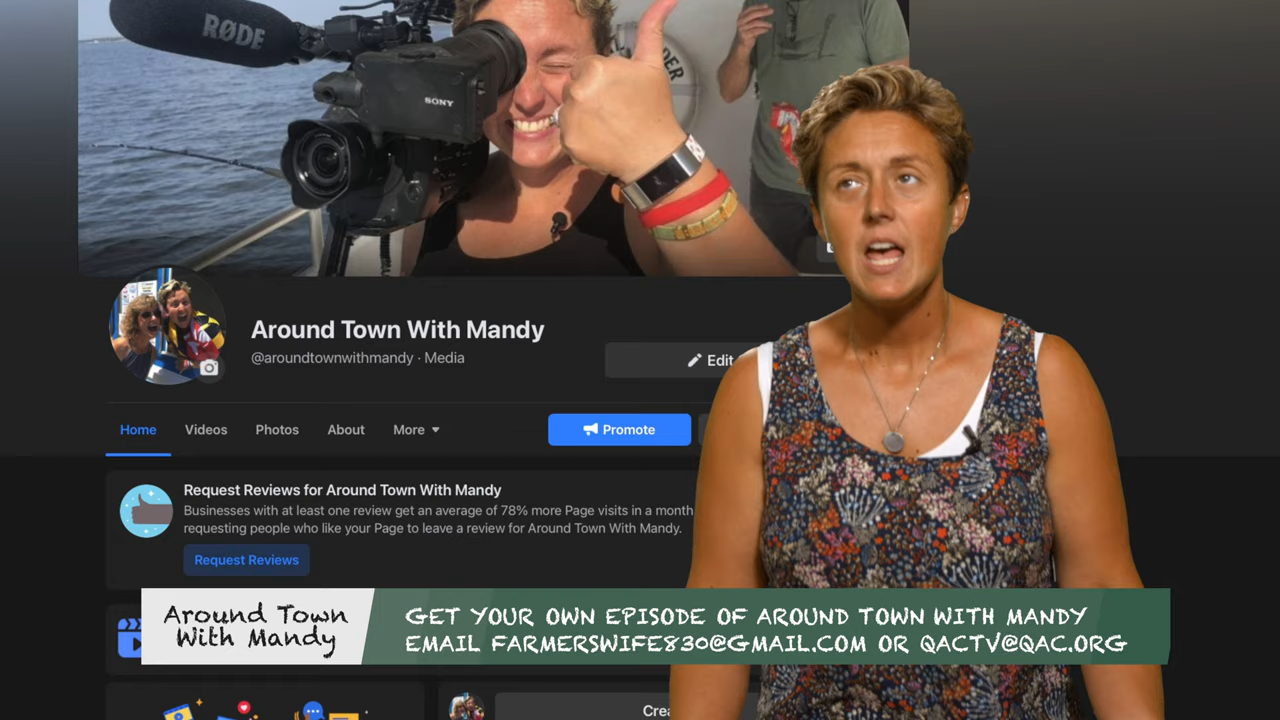 RØDE
SONY
Around Town With Mandy
@aroundtownwithmandy · Media
Edit
Home
Videos
Photos
About
More
Promote
Request Reviews for Around Town With Mandy
Businesses with at least one review get an average of 78% more Page visits in a month
requesting people who like your Page to leave a review for Around Town With Mandy.
Request Reviews
Around Town
With Mandy
GET YOUR OWN EPISODE OF AROUND TOWN WITH MANDY
EMAIL FARMERSWIFE830@GMAIL.COM OR QACTV@QAC.ORG